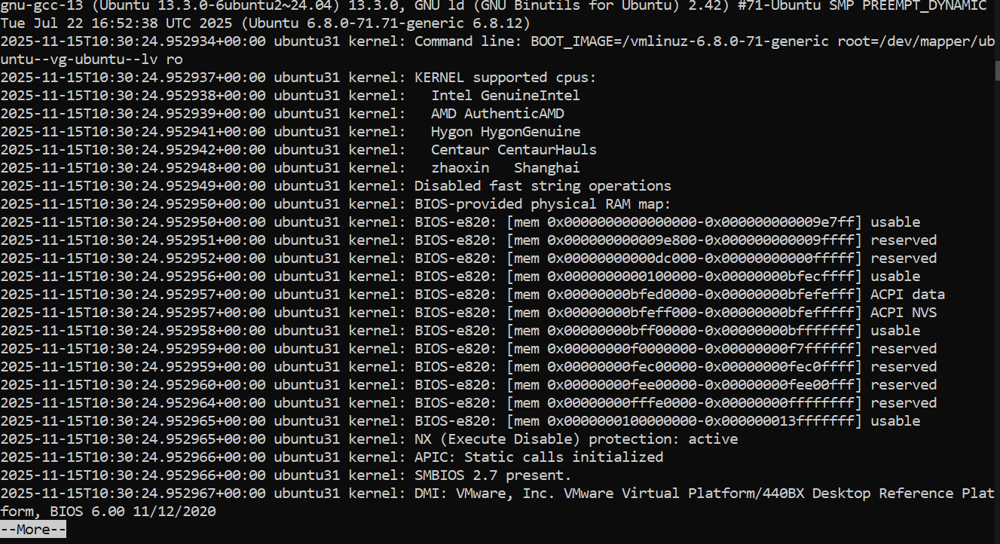 gnu-gcc-13 (Ubuntu 13.3.0-6ubuntu2~24.04) 13.3.0, GNU ld (GNU Binutils for Ubuntu) 2.42) #71-Ubuntu SMP PREEMPT_DYNAMIC
Tue Jul 22 16:52:38 UTC 2025 (Ubuntu 6.8.0-71.71-generic 6.8.12)
2025-11-15T10:30:24.952934+00:00 ubuntu31 kernel: Command line: BOOT_IMAGE=/vmlinuz-6.8.0-71-generic root=/dev/mapper/ub
untu--vg-ubuntu--lv ro
2025-11-15T10:30:24.952937+00:00 ubuntu31 kernel: KERNEL supported cpus:
2025-11-15T10:30:24.952938+00:00 ubuntu31 kernel:   Intel GenuineIntel
2025-11-15T10:30:24.952939+00:00 ubuntu31 kernel:   AMD AuthenticAMD
2025-11-15T10:30:24.952941+00:00 ubuntu31 kernel:   Hygon HygonGenuine
2025-11-15T10:30:24.952942+00:00 ubuntu31 kernel:   Centaur CentaurHauls
2025-11-15T10:30:24.952948+00:00 ubuntu31 kernel:   zhaoxin   Shanghai
2025-11-15T10:30:24.952949+00:00 ubuntu31 kernel: Disabled fast string operations
2025-11-15T10:30:24.952950+00:00 ubuntu31 kernel: BIOS-provided physical RAM map:
2025-11-15T10:30:24.952950+00:00 ubuntu31 kernel: BIOS-e820: [mem 0x0000000000000000-0x000000000009e7ff] usable
2025-11-15T10:30:24.952951+00:00 ubuntu31 kernel: BIOS-e820: [mem 0x000000000009e800-0x000000000009ffff] reserved
2025-11-15T10:30:24.952952+00:00 ubuntu31 kernel: BIOS-e820: [mem 0x00000000000dc000-0x00000000000fffff] reserved
2025-11-15T10:30:24.952956+00:00 ubuntu31 kernel: BIOS-e820: [mem 0x0000000000100000-0x00000000bfecffff] usable
2025-11-15T10:30:24.952957+00:00 ubuntu31 kernel: BIOS-e820: [mem 0x00000000bfed0000-0x00000000bfefefff] ACPI data
2025-11-15T10:30:24.952957+00:00 ubuntu31 kernel: BIOS-e820: [mem 0x00000000bfeff000-0x00000000bfefffff] ACPI NVS
2025-11-15T10:30:24.952958+00:00 ubuntu31 kernel: BIOS-e820: [mem 0x00000000bff00000-0x00000000bfffffff] usable
2025-11-15T10:30:24.952959+00:00 ubuntu31 kernel: BIOS-e820: [mem 0x00000000f0000000-0x00000000f7ffffff] reserved
2025-11-15T10:30:24.952959+00:00 ubuntu31 kernel: BIOS-e820: [mem 0x00000000fec00000-0x00000000fec0ffff] reserved
2025-11-15T10:30:24.952960+00:00 ubuntu31 kernel: BIOS-e820: [mem 0x00000000fee00000-0x00000000fee00fff] reserved
2025-11-15T10:30:24.952964+00:00 ubuntu31 kernel: BIOS-e820: [mem 0x00000000fffe0000-0x00000000ffffffff] reserved
2025-11-15T10:30:24.952965+00:00 ubuntu31 kernel: BIOS-e820: [mem 0x0000000100000000-0x000000013fffffff] usable
2025-11-15T10:30:24.952965+00:00 ubuntu31 kernel: NX (Execute Disable) protection: active
2025-11-15T10:30:24.952966+00:00 ubuntu31 kernel: APIC: Static calls initialized
2025-11-15T10:30:24.952966+00:00 ubuntu31 kernel: SMBIOS 2.7 present.
2025-11-15T10:30:24.952967+00:00 ubuntu31 kernel: DMI: VMware, Inc. VMware Virtual Platform/440BX Desktop Reference Plat
form, BIOS 6.00 11/12/2020
--More--